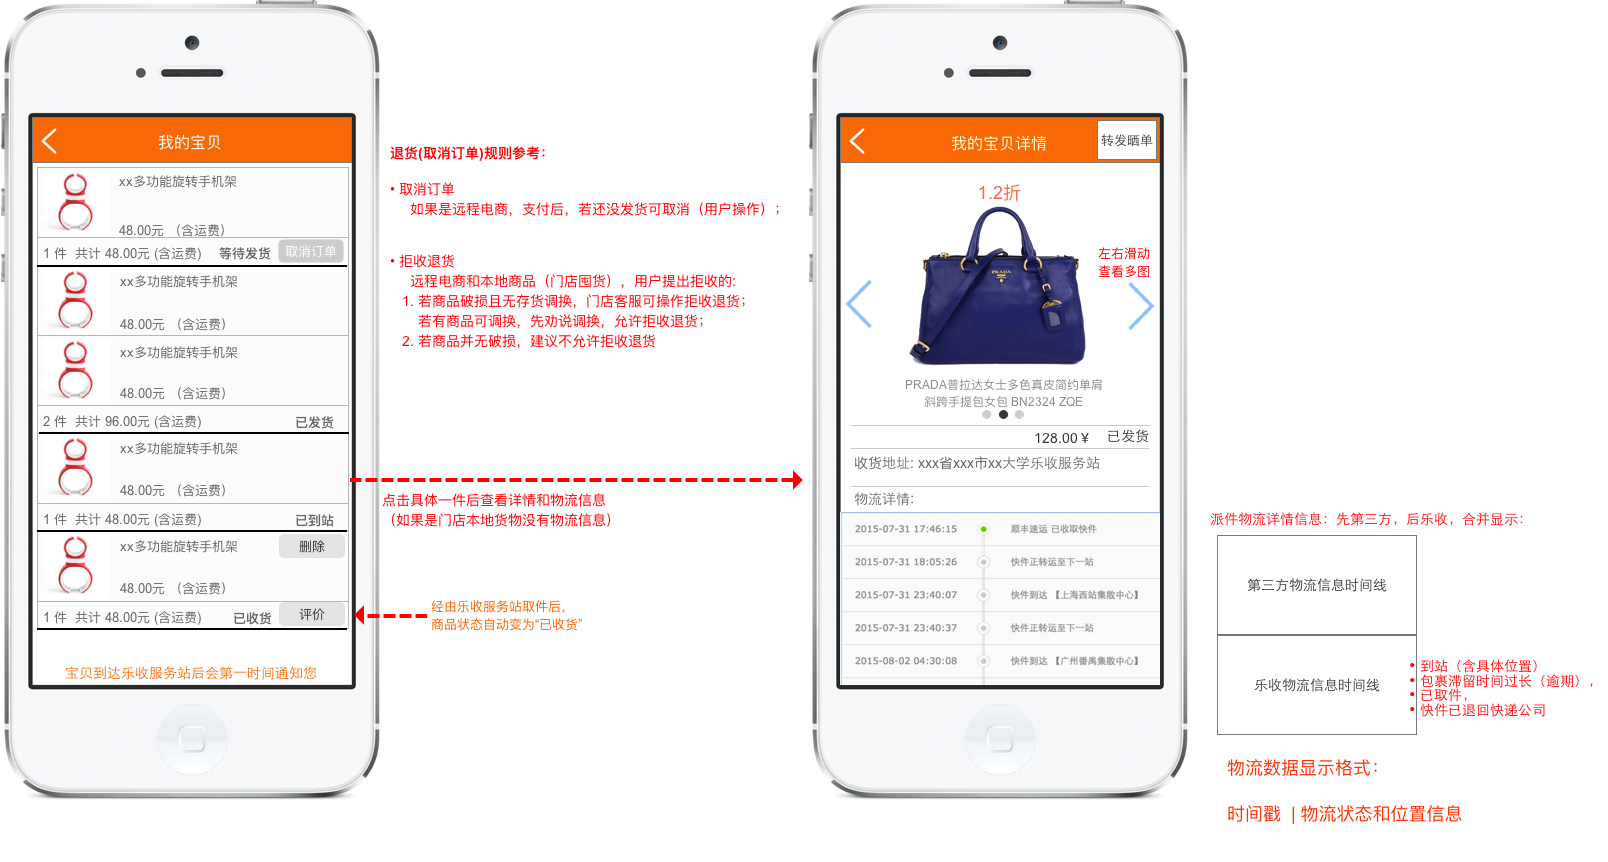 我的宝贝
xx多功能旋转手机架
48.00元 （含运费）
1 件 共计 48.00元 (含运费) 等待发货 取消订单
xx多功能旋转手机架
48.00元 （含运费）
xx多功能旋转手机架
48.00元 （含运费）
2 件 共计 96.00元 (含运费) 已发货
xx多功能旋转手机架
48.00元 （含运费）
1 件 共计 48.00元 (含运费) 已到站
xx多功能旋转手机架 删除
48.00元 （含运费）
1 件 共计 48.00元 (含运费) 已收货 评价
宝贝到达乐收服务站后会第一时间通知您
退货(取消订单)规则参考：
• 取消订单
如果是远程电商，支付后，若还没发货可取消（用户操作）；
• 拒收退货
远程电商和本地商品（门店囤货），用户提出拒收的:
1. 若商品破损且无存货调换，门店客服可操作拒收退货；
若有商品可调换，先劝说调换，允许拒收退货；
2. 若商品并无破损，建议不允许拒收退货
点击具体一件后查看详情和物流信息
（如果是门店本地货物没有物流信息）
经由乐收服务站取件后，
商品状态自动变为“已收货”
我的宝贝详情 转发晒单
1.2折
左右滑动
查看多图
PRADA
PRADA普拉达女士多色真皮简约单肩
斜跨手提包女包 BN2324 ZQE
128.00 ¥ 已发货
收货地址: xxx省xxx市xx大学乐收服务站
物流详情:
2015-07-31 17:46:15 顺丰速运 已收取快件
2015-07-31 18:05:26 快件正转运至下一站
2015-07-31 23:40:07 快件到达 【上海西站集散中心】
2015-07-31 23:40:37 快件正转运至下一站
2015-08-02 04:30:08 快件到达 【广州番禺集散中心】
派件物流详情信息：先第三方，后乐收，合并显示：
第三方物流信息时间线
乐收物流信息时间线
• 到站（含具体位置）
• 包裹滞留时间过长（逾期），
• 已取件，
• 快件已退回快递公司
物流数据显示格式：
时间戳 | 物流状态和位置信息